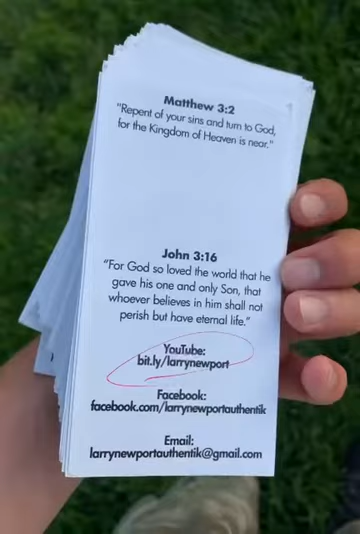 Matthew 3:2
"Repent of your sins and turn to God,
for the Kingdom of Heaven is near."
John 3:16
"For God so loved the world that he
gave his one and only Son, that
whoever believes in him shall not
perish but have eternal life."
YouTube:
bit.ly/larrynewport
Facebook:
facebook.com/larrynewportauthentik
Email:
larrynewportauthentik@gmail.com